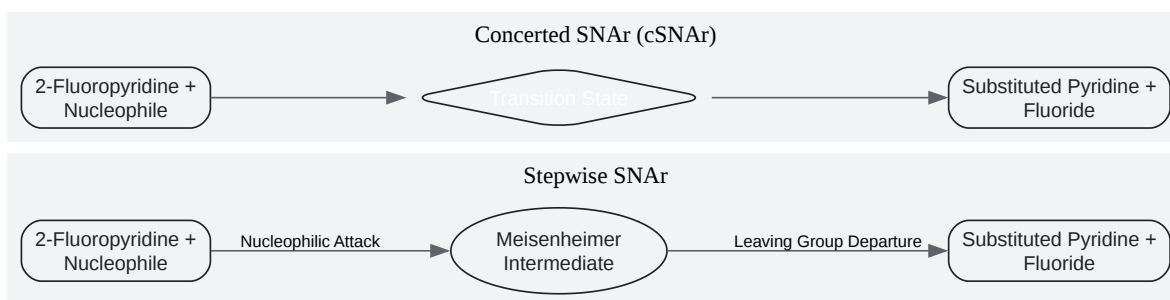 Concerted SNAr (cSNAr)
2-Fluoropyridine +
Nucleophile
Transition State
Substituted Pyridine +
Fluoride
Stepwise SNAr
2-Fluoropyridine +
Nucleophile
Nucleophilic Attack
Meisenheimer
Intermediate
Leaving Group Departure
Substituted Pyridine +
Fluoride